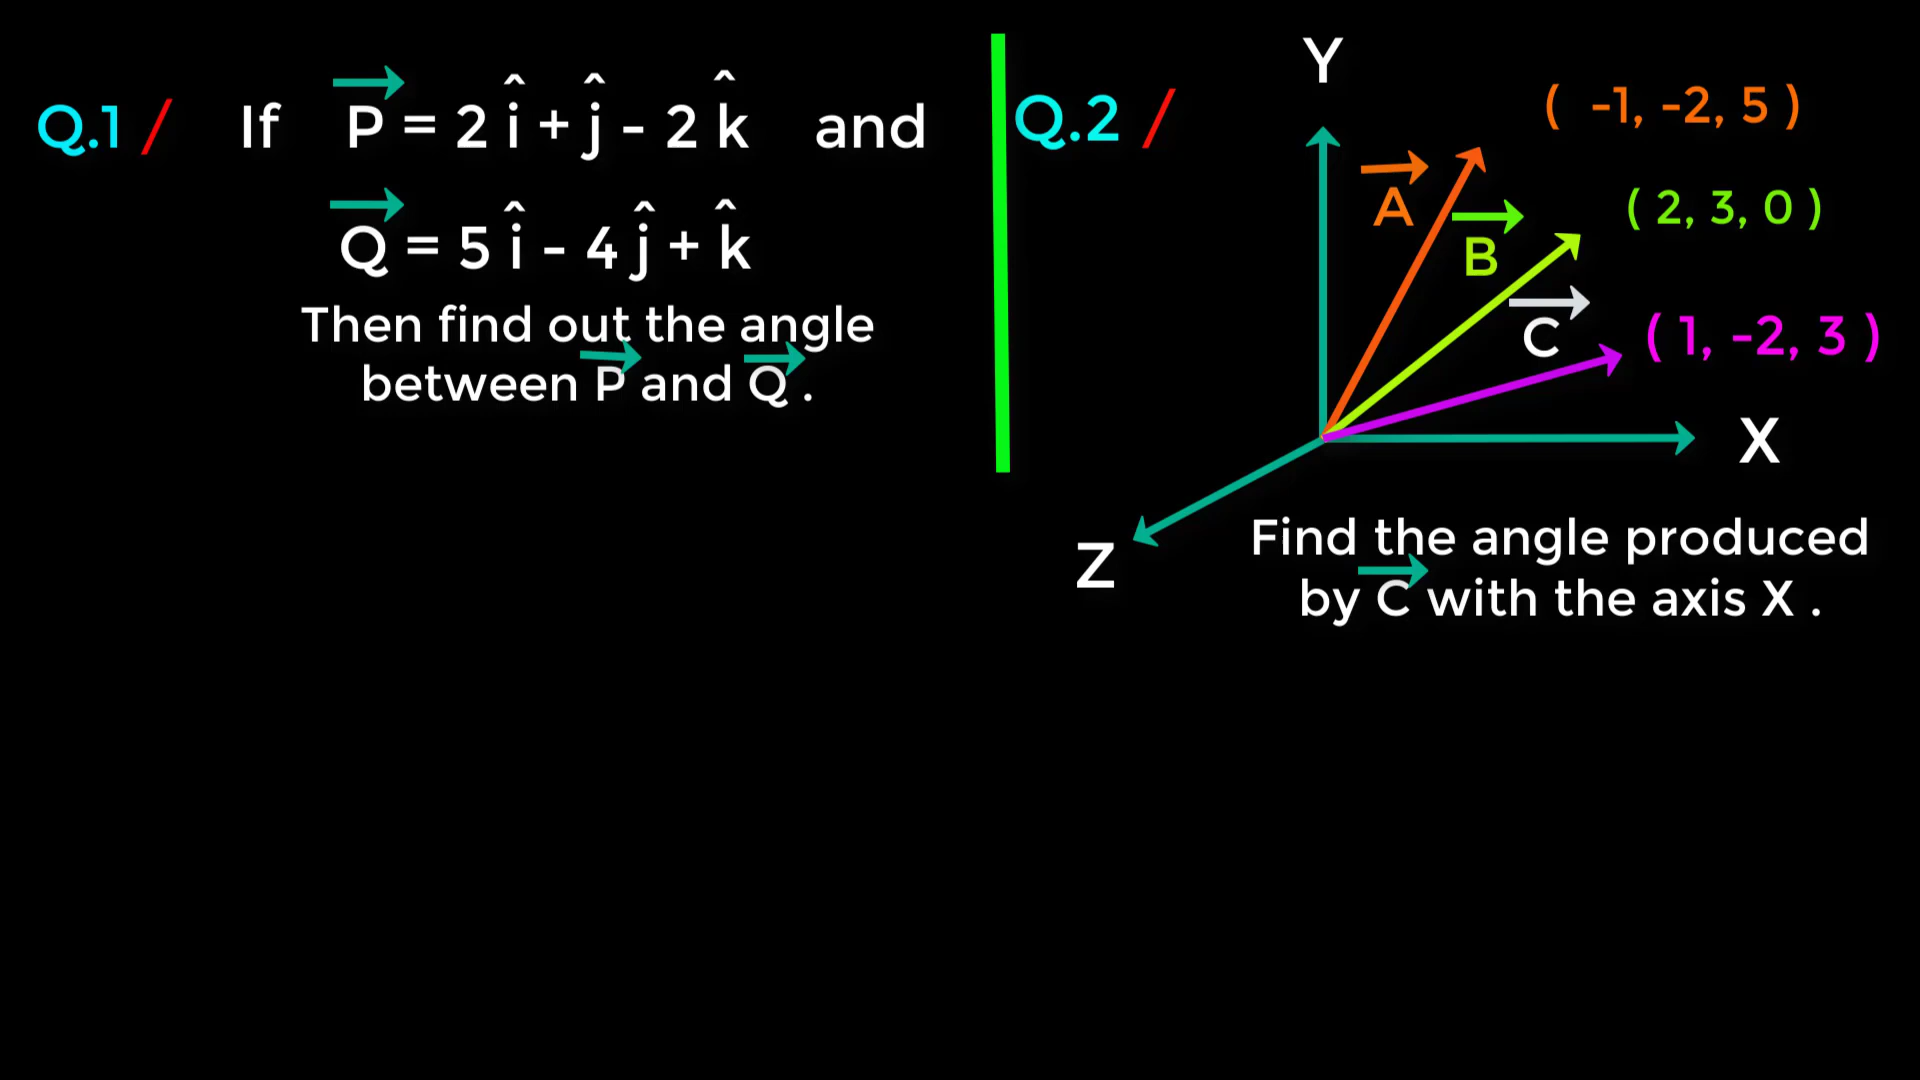 Q.1 / If P = 2 î + ĵ - 2 k̂ and
Q = 5 î - 4 ĵ + k̂
Then find out the angle
between P and Q .
Q.2 /
Y
( -1, -2, 5 )
A
( 2, 3, 0 )
B
C
( 1, -2, 3 )
X
Z
Find the angle produced
by C with the axis X .